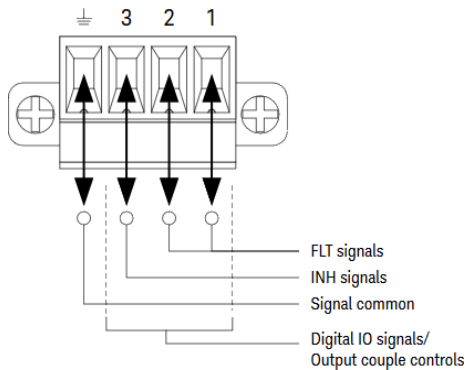 ⏚ 3 2 1
FLT signals
INH signals
Signal common
Digital IO signals/
Output couple controls